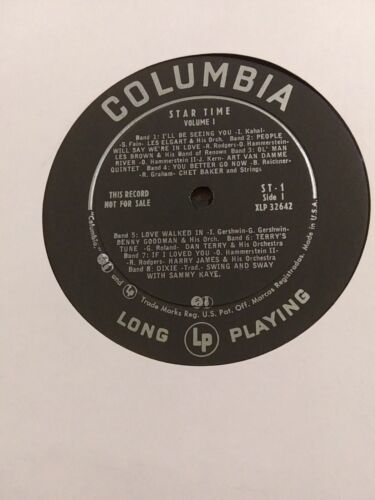 COLUMBIA
STAR TIME
VOLUME 1
Band 1: I'LL BE SEEING YOU -I. Kahal-
-S. Fain- LES ELGART & His Orch. Band 2: PEOPLE
WILL SAY WE'RE IN LOVE -R. Rodgers-O. Hammerstein-
LES BROWN & His Band of Renown Band 3: OL' MAN
RIVER -O. Hammerstein II-J. Kern- ART VAN DAMME
QUINTET Band 4: YOU BETTER GO NOW -B. Reichner-
-R. Graham- CHET BAKER and Strings
THIS RECORD
NOT FOR SALE
ST-1
Side 1
XLP 32642
Band 5: LOVE WALKED IN -I. Gershwin-G. Gershwin-
BENNY GOODMAN & His Orch. Band 6: TERRY'S
TUNE -G. Roland- DAN TERRY & His Orchestra
Band 7: IF I LOVED YOU -O. Hammerstein II-
-R. Rodgers- HARRY JAMES & His Orchestra
Band 8: DIXIE -Trad.- SWING AND SWAY
WITH SAMMY KAYE.
"Columbia" Trade Marks Reg. U.S. Pat. Off. Marcas Registradas. Made in U.S.A.
LONG Lp PLAYING